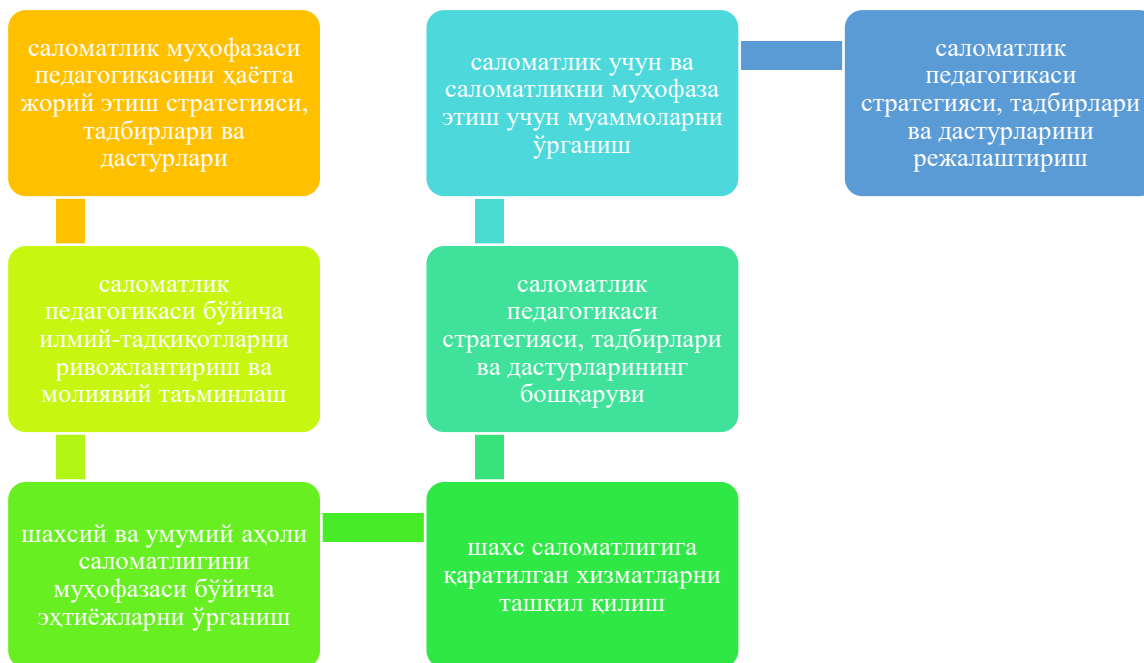 саломатлик муҳофазаси
педагогикасини ҳаётга
жорий этиш стратегияси,
тадбирлари ва
дастурлари
саломатлик
педагогикаси бўйича
илмий-тадқиқотларни
ривожлантириш ва
молиявий таъминлаш
шахсий ва умумий аҳоли
саломатлигини
муҳофазаси бўйича
эҳтиёжларни ўрганиш
шахс саломатлигига
қаратилган хизматларни
ташкил қилиш
саломатлик
педагогикаси
стратегияси, тадбирлари
ва дастурларининг
бошқаруви
саломатлик учун ва
саломатликни муҳофаза
этиш учун муаммоларни
ўрганиш
саломатлик
педагогикаси
стратегияси, тадбирлари
ва дастурларини
режалаштириш